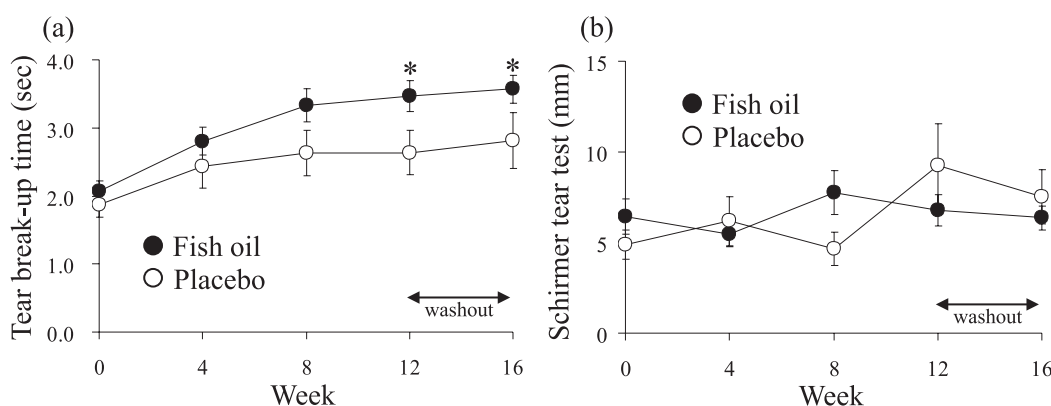 (a)
Tear break-up time (sec)
4.0
3.0
2.0
1.0
0.0
* *
Fish oil
Placebo
washout
0 4 8 12 16
Week
(b)
Schirmer tear test (mm)
15
10
5
0
Fish oil
Placebo
washout
0 4 8 12 16
Week